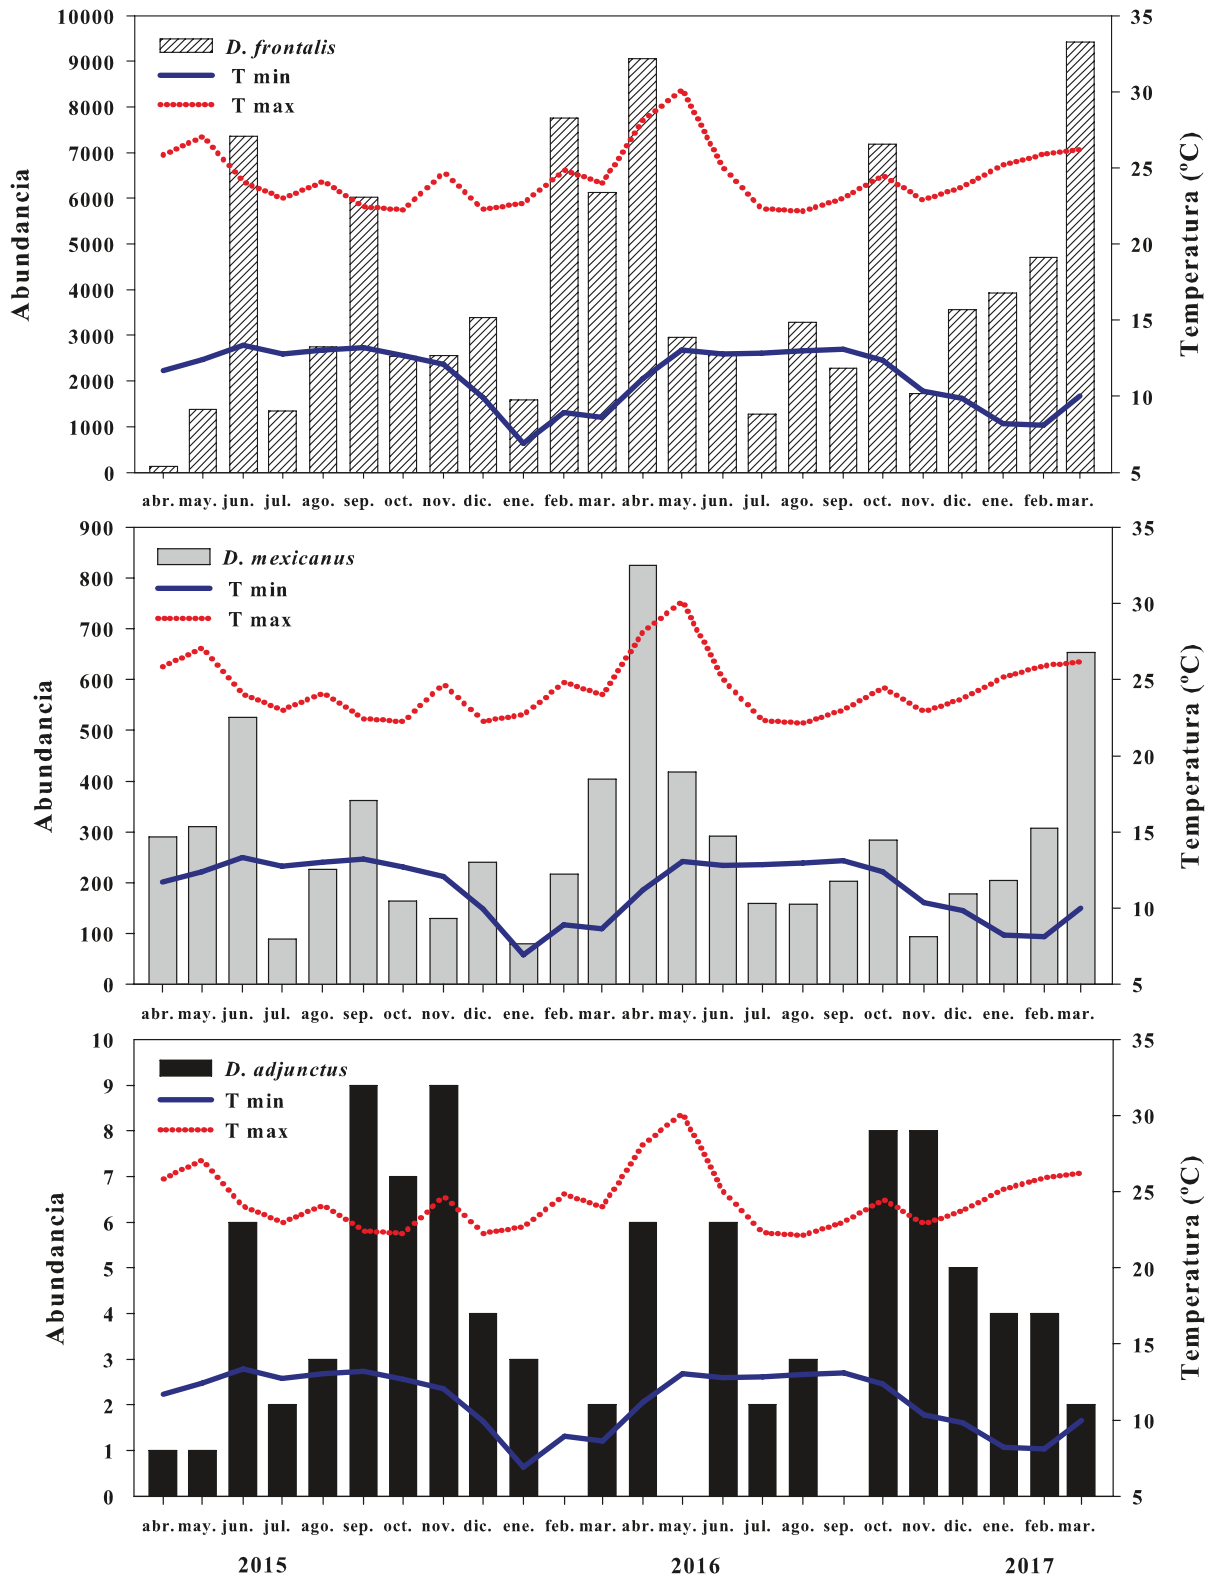 10000
9000
8000
7000
6000
5000
4000
3000
2000
1000
0
Abundancia
D. frontalis
T min
T max
35
30
25
20
15
10
5
Temperatura (ºC)
abr. may. jun. jul. ago. sep. oct. nov. dic. ene. feb. mar. abr. may. jun. jul. ago. sep. oct. nov. dic. ene. feb. mar.
900
800
700
600
500
400
300
200
100
0
Abundancia
D. mexicanus
T min
T max
35
30
25
20
15
10
5
Temperatura (ºC)
abr. may. jun. jul. ago. sep. oct. nov. dic. ene. feb. mar. abr. may. jun. jul. ago. sep. oct. nov. dic. ene. feb. mar.
10
9
8
7
6
5
4
3
2
1
0
Abundancia
D. adjunctus
T min
T max
35
30
25
20
15
10
5
Temperatura (ºC)
abr. may. jun. jul. ago. sep. oct. nov. dic. ene. feb. mar. abr. may. jun. jul. ago. sep. oct. nov. dic. ene. feb. mar.
2015 2016 2017